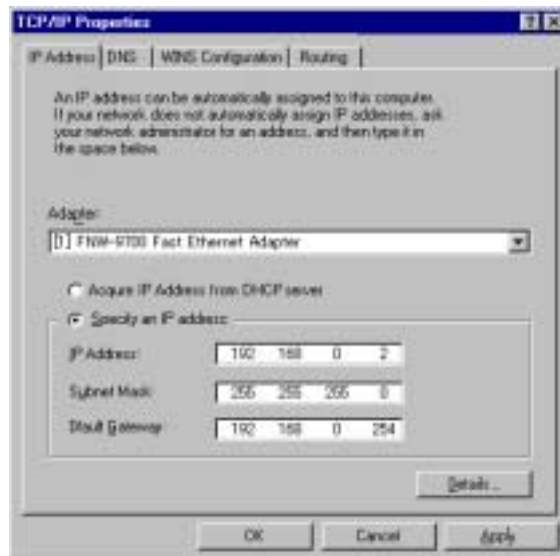 TCP/IP Properties
IP Address DNS WINS Configuration Routing
An IP address can be automatically assigned to this computer.
If your network does not automatically assign IP addresses, ask
your network administrator for an address, and then type it in
the space below.
Adapter:
[1] FNW-9700 Fast Ethernet Adapter
Acqure IP Address from DHCP server
Specify an IP address:
IP Address: 192 168 0 2
Subnet Mask: 255 255 255 0
Dfault Gateway: 192 168 0 254
Details...
OK Cancel Apply